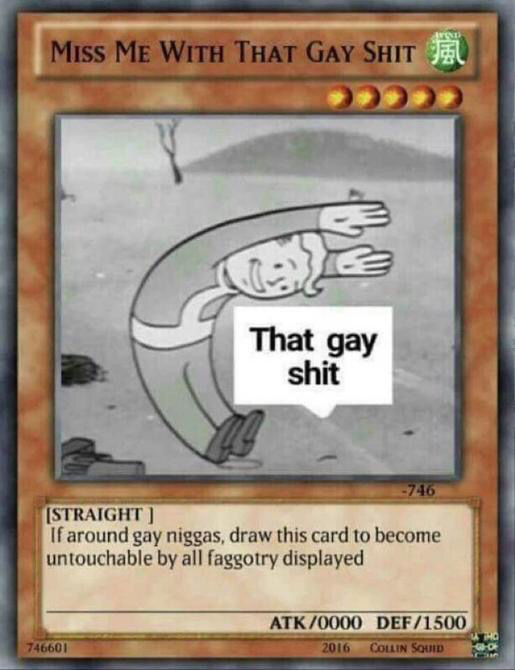 Miss Me With That Gay Shit
WIND
風
That gay
shit
-746
[STRAIGHT ]
If around gay niggas, draw this card to become
untouchable by all faggotry displayed
ATK/0000 DEF/1500
746601 2016 Collin Squid